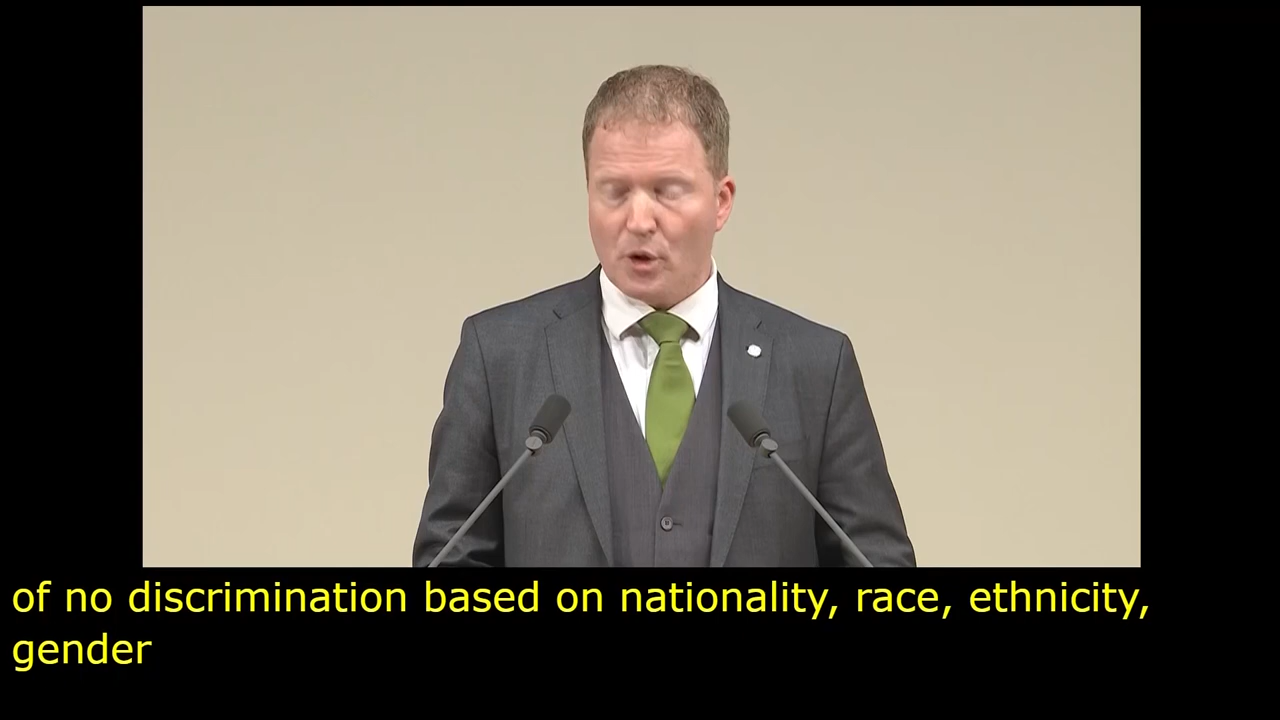 of no discrimination based on nationality, race, ethnicity,
gender